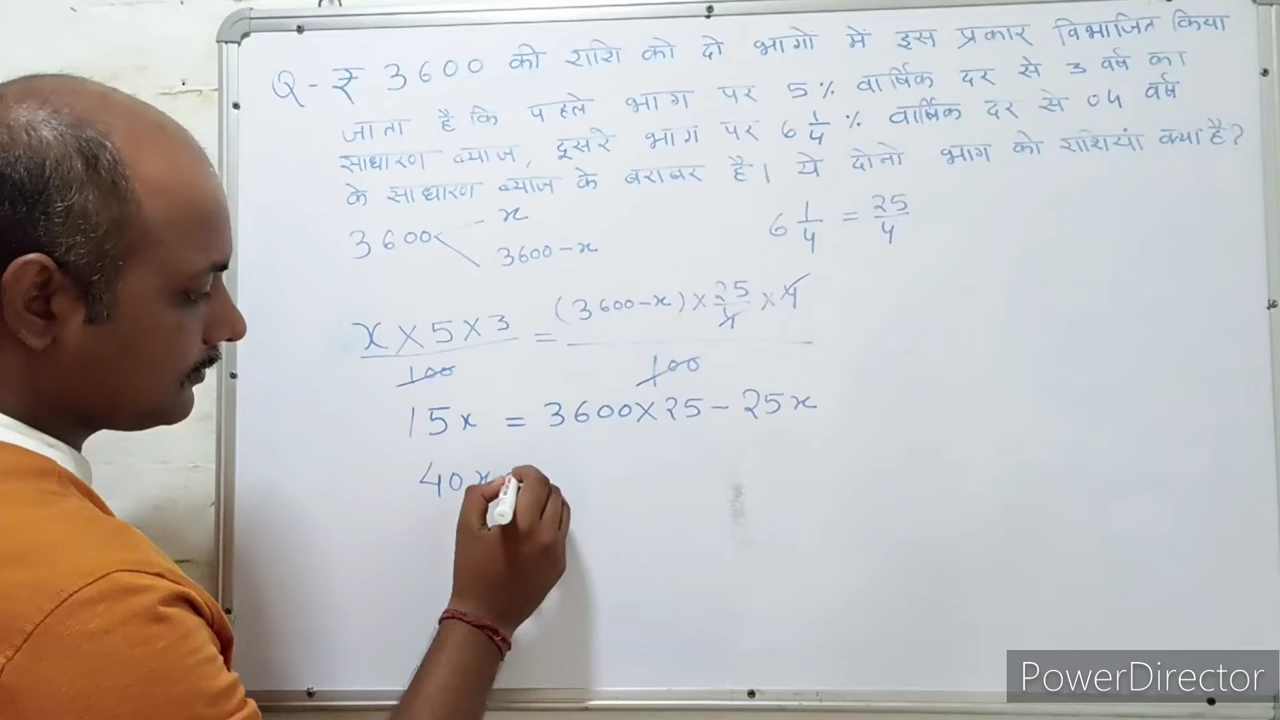 Q - ₹ 3600 की राशि को दो भागों में इस प्रकार विभाजित किया
जाता है कि पहले भाग पर 5% वार्षिक दर से 3 वर्ष का
साधारण ब्याज, दूसरे भाग पर 6 1/4 % वार्षिक दर से 04 वर्ष
के साधारण ब्याज के बराबर है। ये दोनो भाग को राशियां क्या है?
3600 x
3600-x
6 1/4 = 25/4
x × 5 × 3 / 100 = (3600-x) × 25/4 × 4 / 100
15x = 3600×25 - 25x
40x
PowerDirector